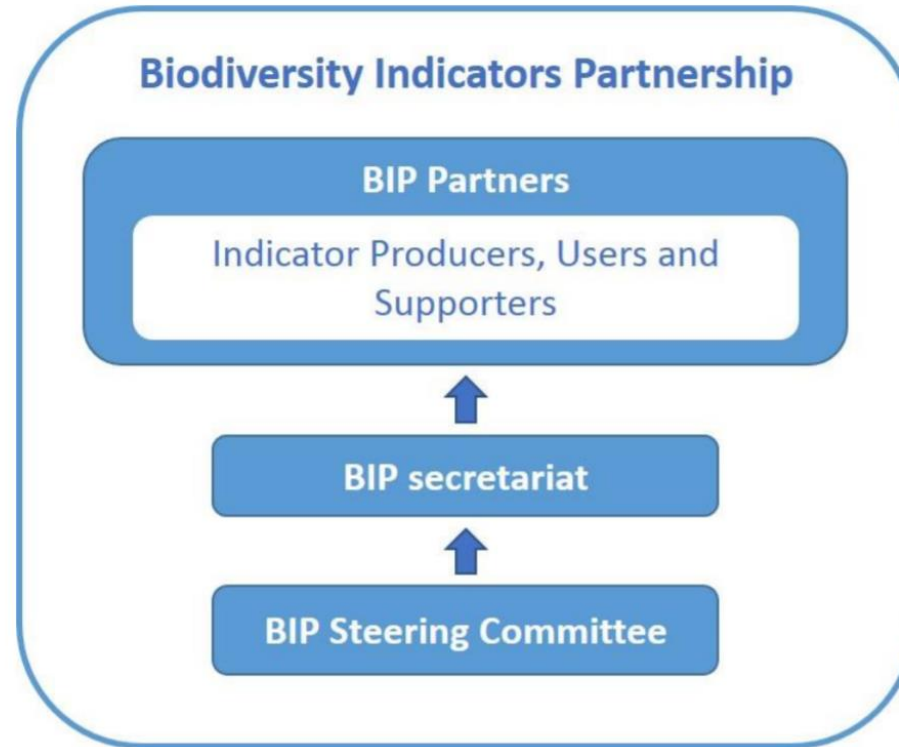 Biodiversity Indicators Partnership
BIP Partners
Indicator Producers, Users and
Supporters
BIP secretariat
BIP Steering Committee